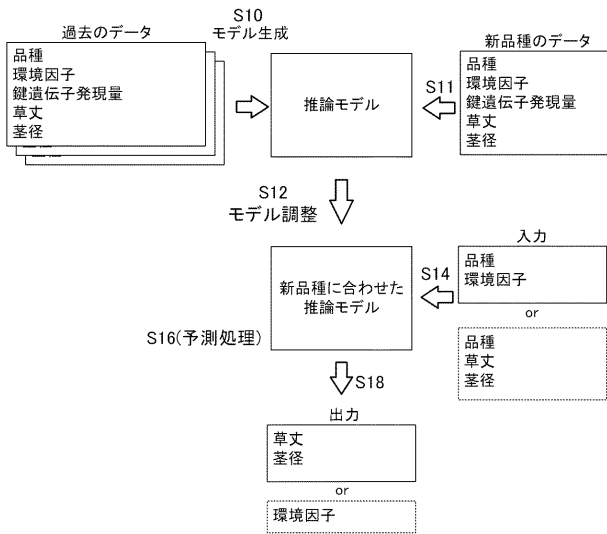 S10
モデル生成
過去のデータ
品種
環境因子
鍵遺伝子発現量
草丈
茎径
推論モデル
新品種のデータ
S11
品種
環境因子
鍵遺伝子発現量
草丈
茎径
S12
モデル調整
新品種に合わせた
推論モデル
S14
入力
品種
環境因子
or
品種
草丈
茎径
S16(予測処理)
S18
出力
草丈
茎径
or
環境因子